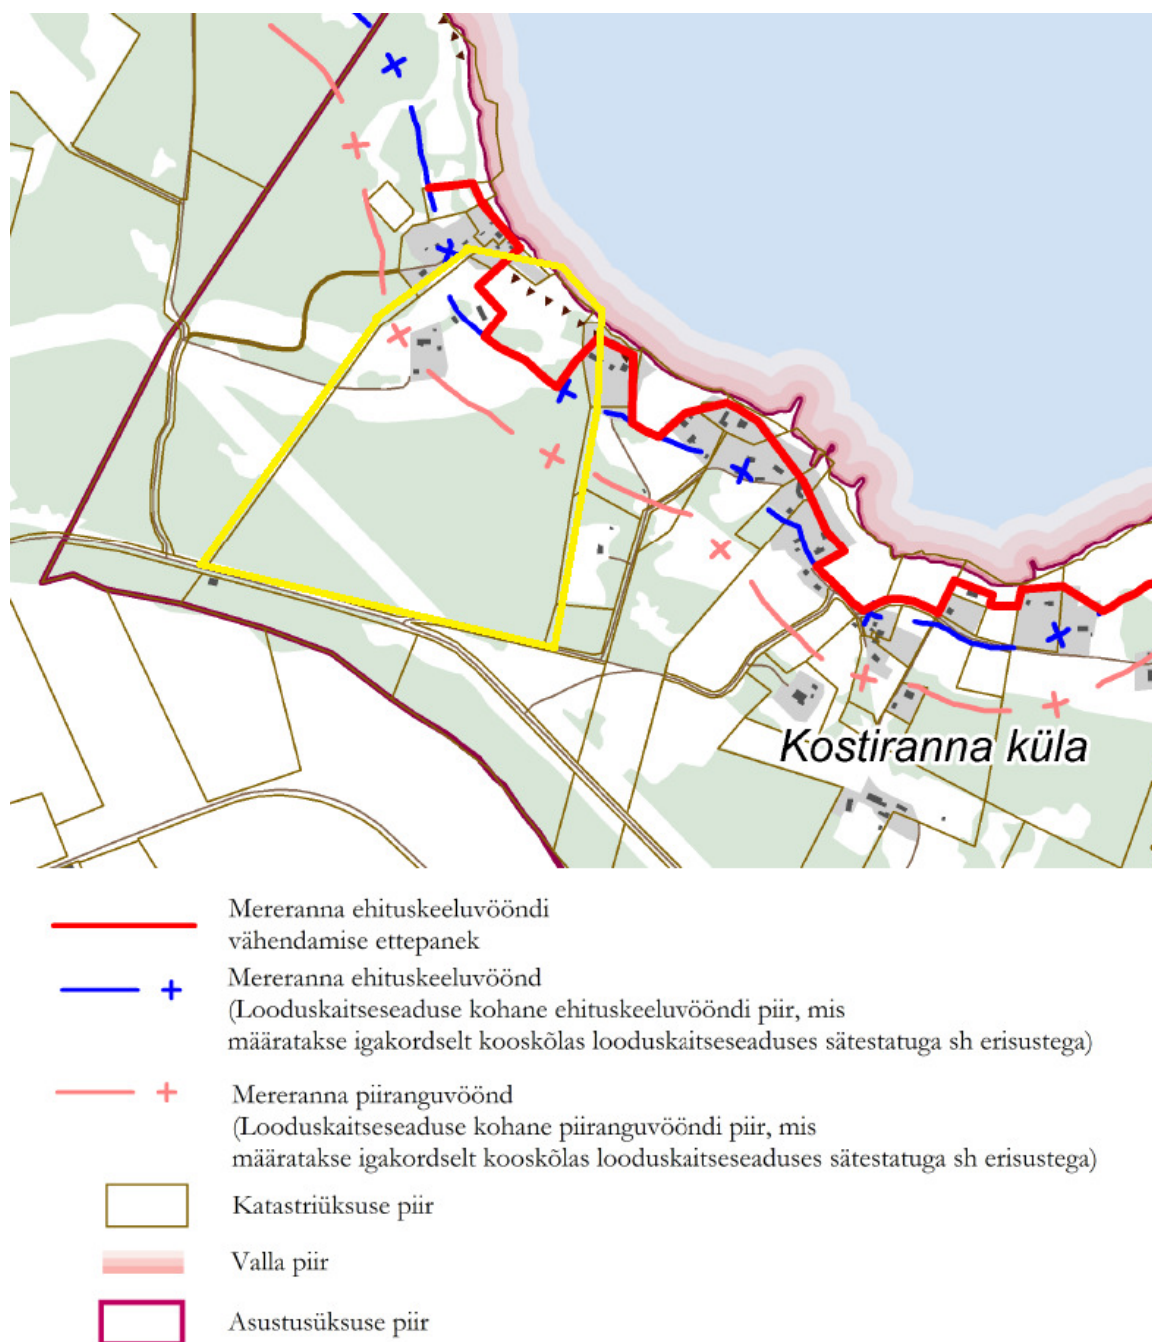 Kostiranna küla
Mereranna ehituskeeluvööndi
vähendamise ettepanek
Mereranna ehituskeeluvöönd
(Looduskaitseseaduse kohane ehituskeeluvööndi piir, mis
määratakse igakordselt kooskõlas looduskaitseseaduses sätestatuga sh erisustega)
Mereranna piiranguvöönd
(Looduskaitseseaduse kohane piiranguvööndi piir, mis
määratakse igakordselt kooskõlas looduskaitseseaduses sätestatuga sh erisustega)
Katastriüksuse piir
Valla piir
Asustusüksuse piir